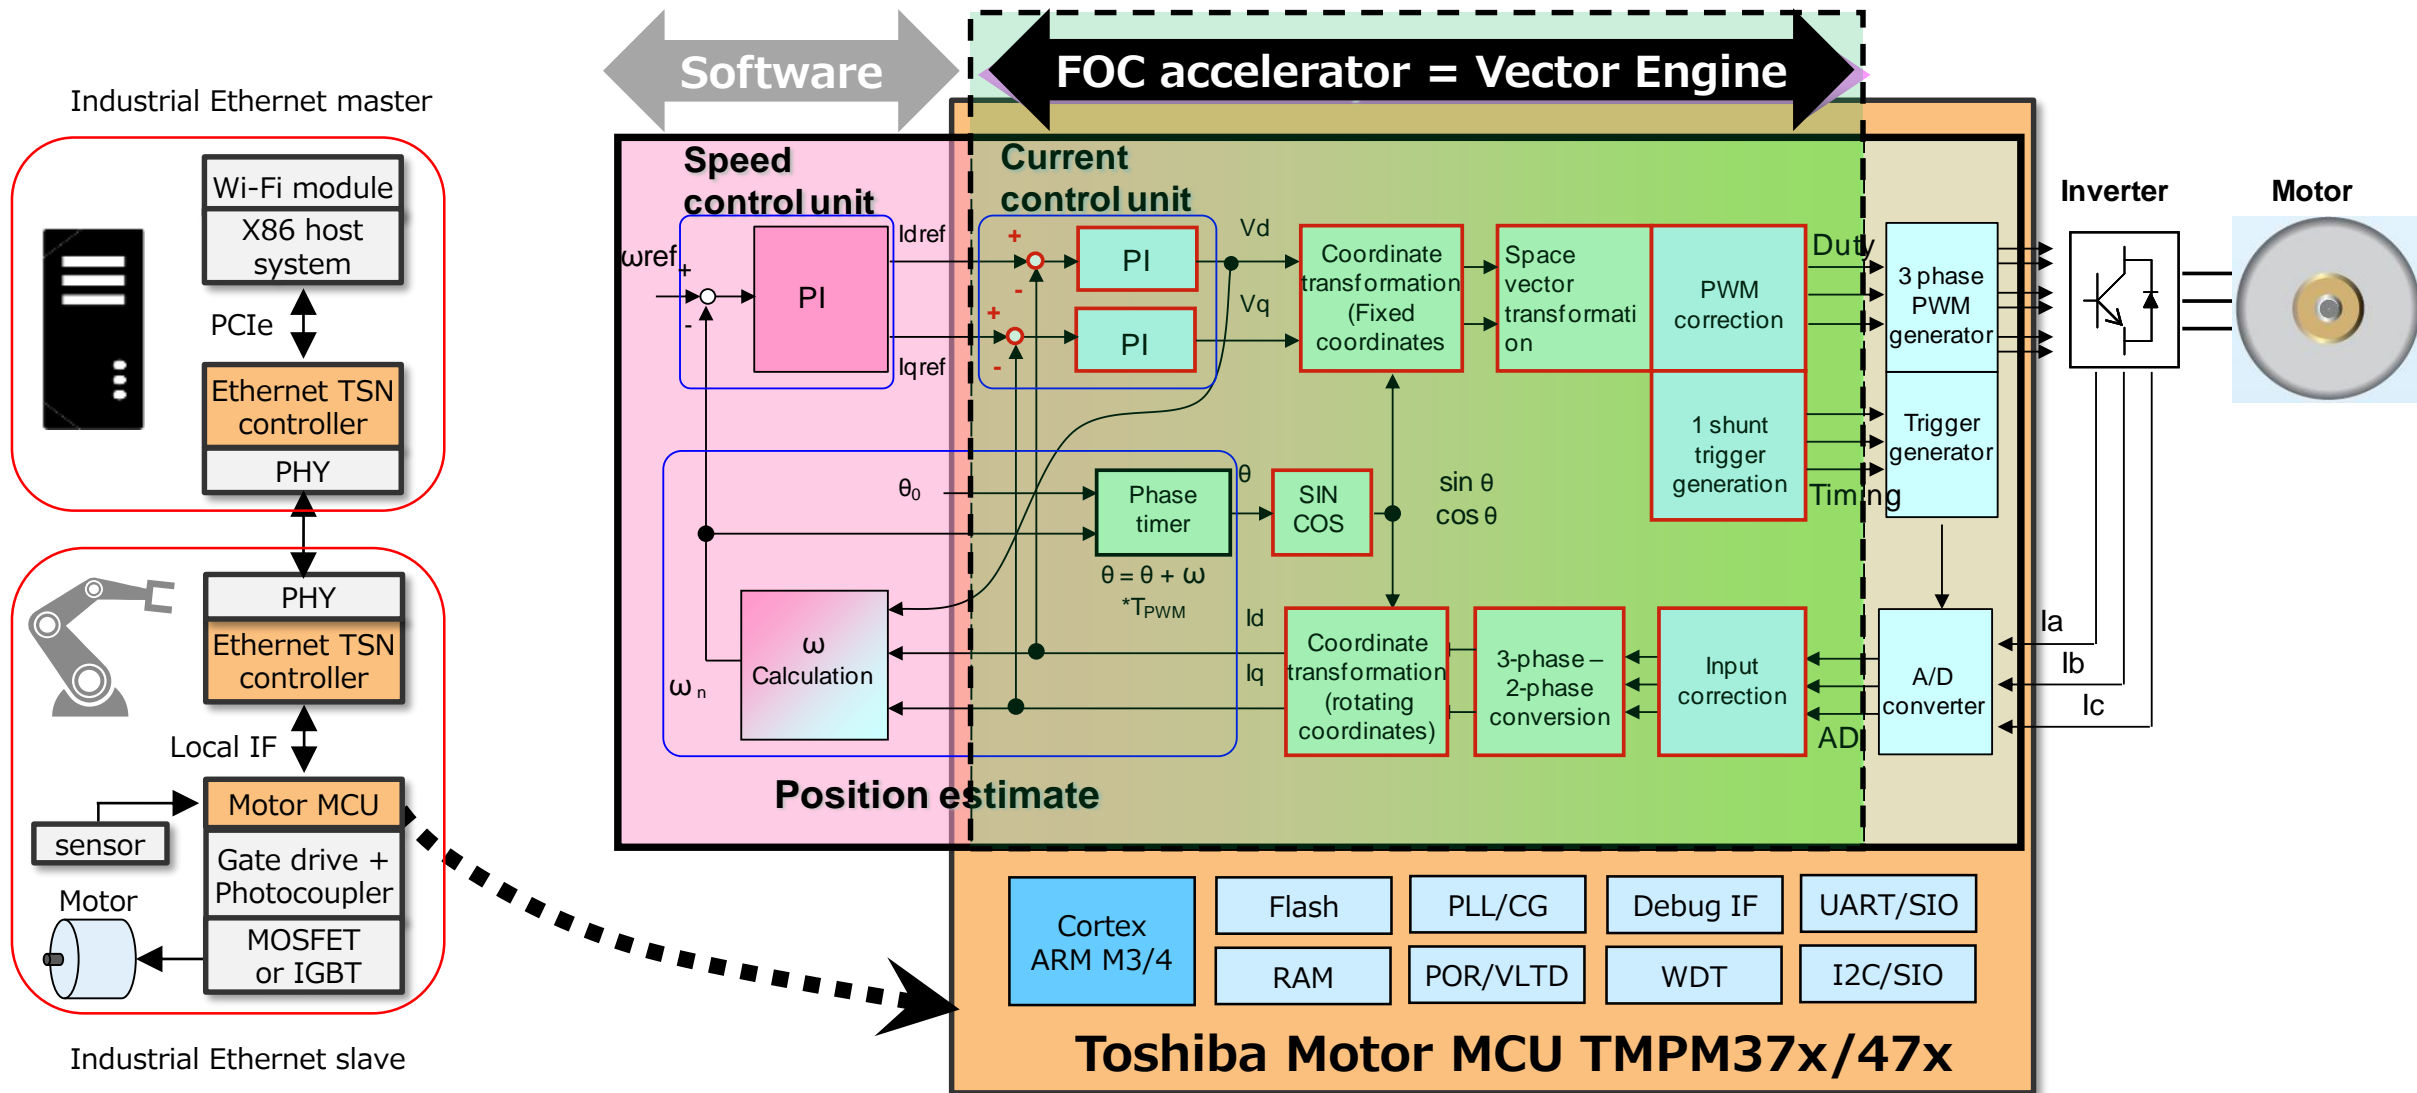 Software
FOC accelerator = Vector Engine
Industrial Ethernet master
Wi-Fi module
X86 host
system
PCIe
Ethernet TSN
controller
PHY
PHY
Ethernet TSN
controller
Local IF
Motor MCU
sensor
Gate drive +
Photocoupler
Motor
MOSFET
or IGBT
Industrial Ethernet slave
Speed
control unit
ωref
+
-
PI
Idref
Iqref
Current
control unit
+
-
PI
+
-
PI
Vd
Vq
Coordinate
transformation
(Fixed
coordinates
Space
vector
transformati
on
PWM
correction
1 shunt
trigger
generation
Duty
Timing
3 phase
PWM
generator
Trigger
generator
Inverter
Motor
θ0
Phase
timer
θ = θ + ω
*TPWM
θ
SIN
COS
sin θ
cos θ
ω
Calculation
ω n
Id
Iq
Coordinate
transformation
(rotating
coordinates)
3-phase –
2-phase
conversion
Input
correction
AD
A/D
converter
Ia
Ib
Ic
Position estimate
Cortex
ARM M3/4
Flash
PLL/CG
Debug IF
UART/SIO
RAM
POR/VLTD
WDT
I2C/SIO
Toshiba Motor MCU TMPM37x/47x